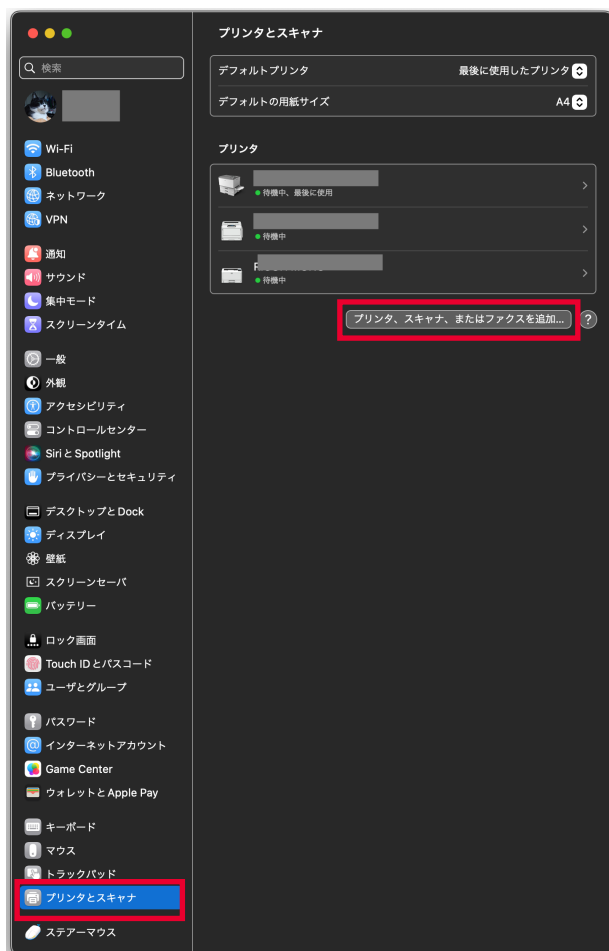 プリンタとスキャナ
検索
デフォルトプリンタ 最後に使用したプリンタ
デフォルトの用紙サイズ A4
プリンタ
待機中、最後に使用
待機中
待機中
プリンタ、スキャナ、またはファクスを追加... ?
Wi-Fi
Bluetooth
ネットワーク
VPN
通知
サウンド
集中モード
スクリーンタイム
一般
外観
アクセシビリティ
コントロールセンター
Siri と Spotlight
プライバシーとセキュリティ
デスクトップと Dock
ディスプレイ
壁紙
スクリーンセーバ
バッテリー
ロック画面
Touch ID とパスコード
ユーザとグループ
パスワード
インターネットアカウント
Game Center
ウォレットと Apple Pay
キーボード
マウス
トラックパッド
プリンタとスキャナ
ステアーマウス